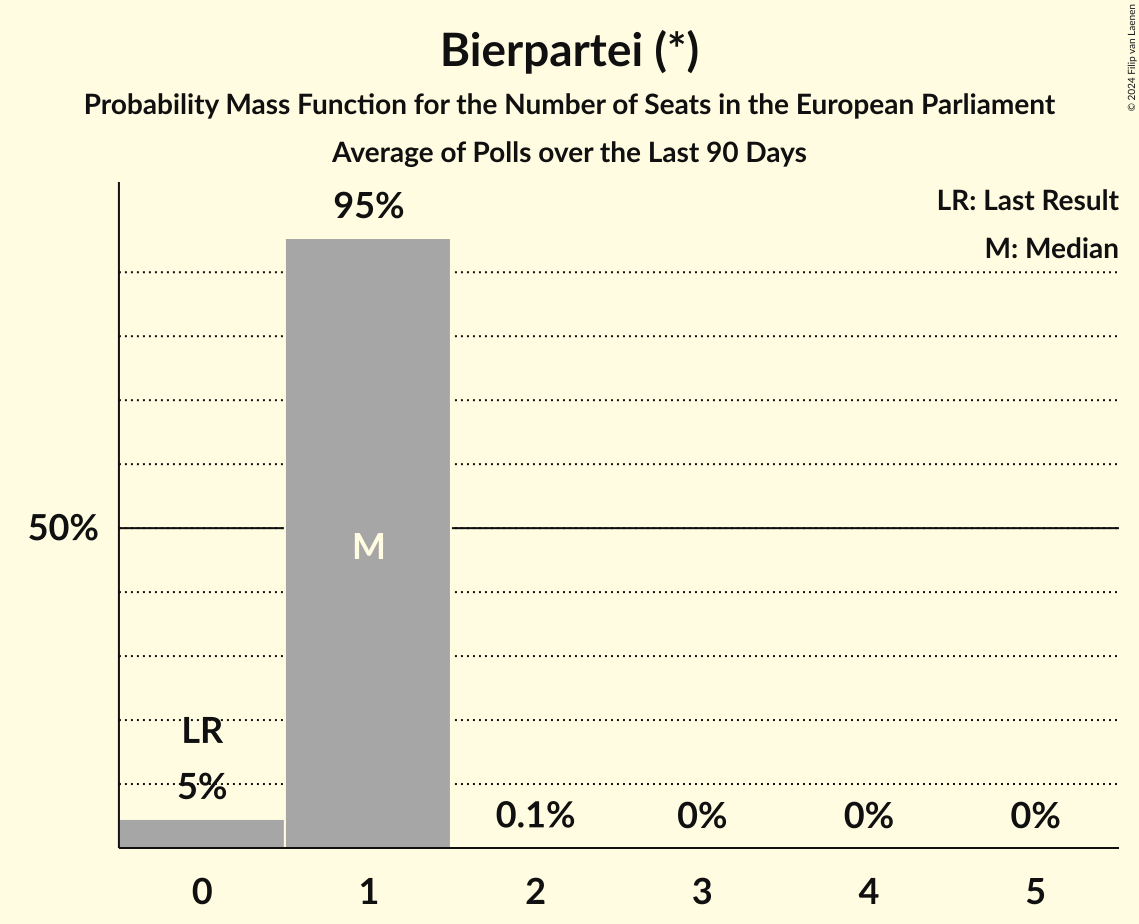 Bierpartei (*)
Probability Mass Function for the Number of Seats in the European Parliament
Average of Polls over the Last 90 Days
© 2024 Filip van Laenen
LR: Last Result
M: Median
95%
50%
M
LR
5%
0.1%
0%
0%
0%
0
1
2
3
4
5